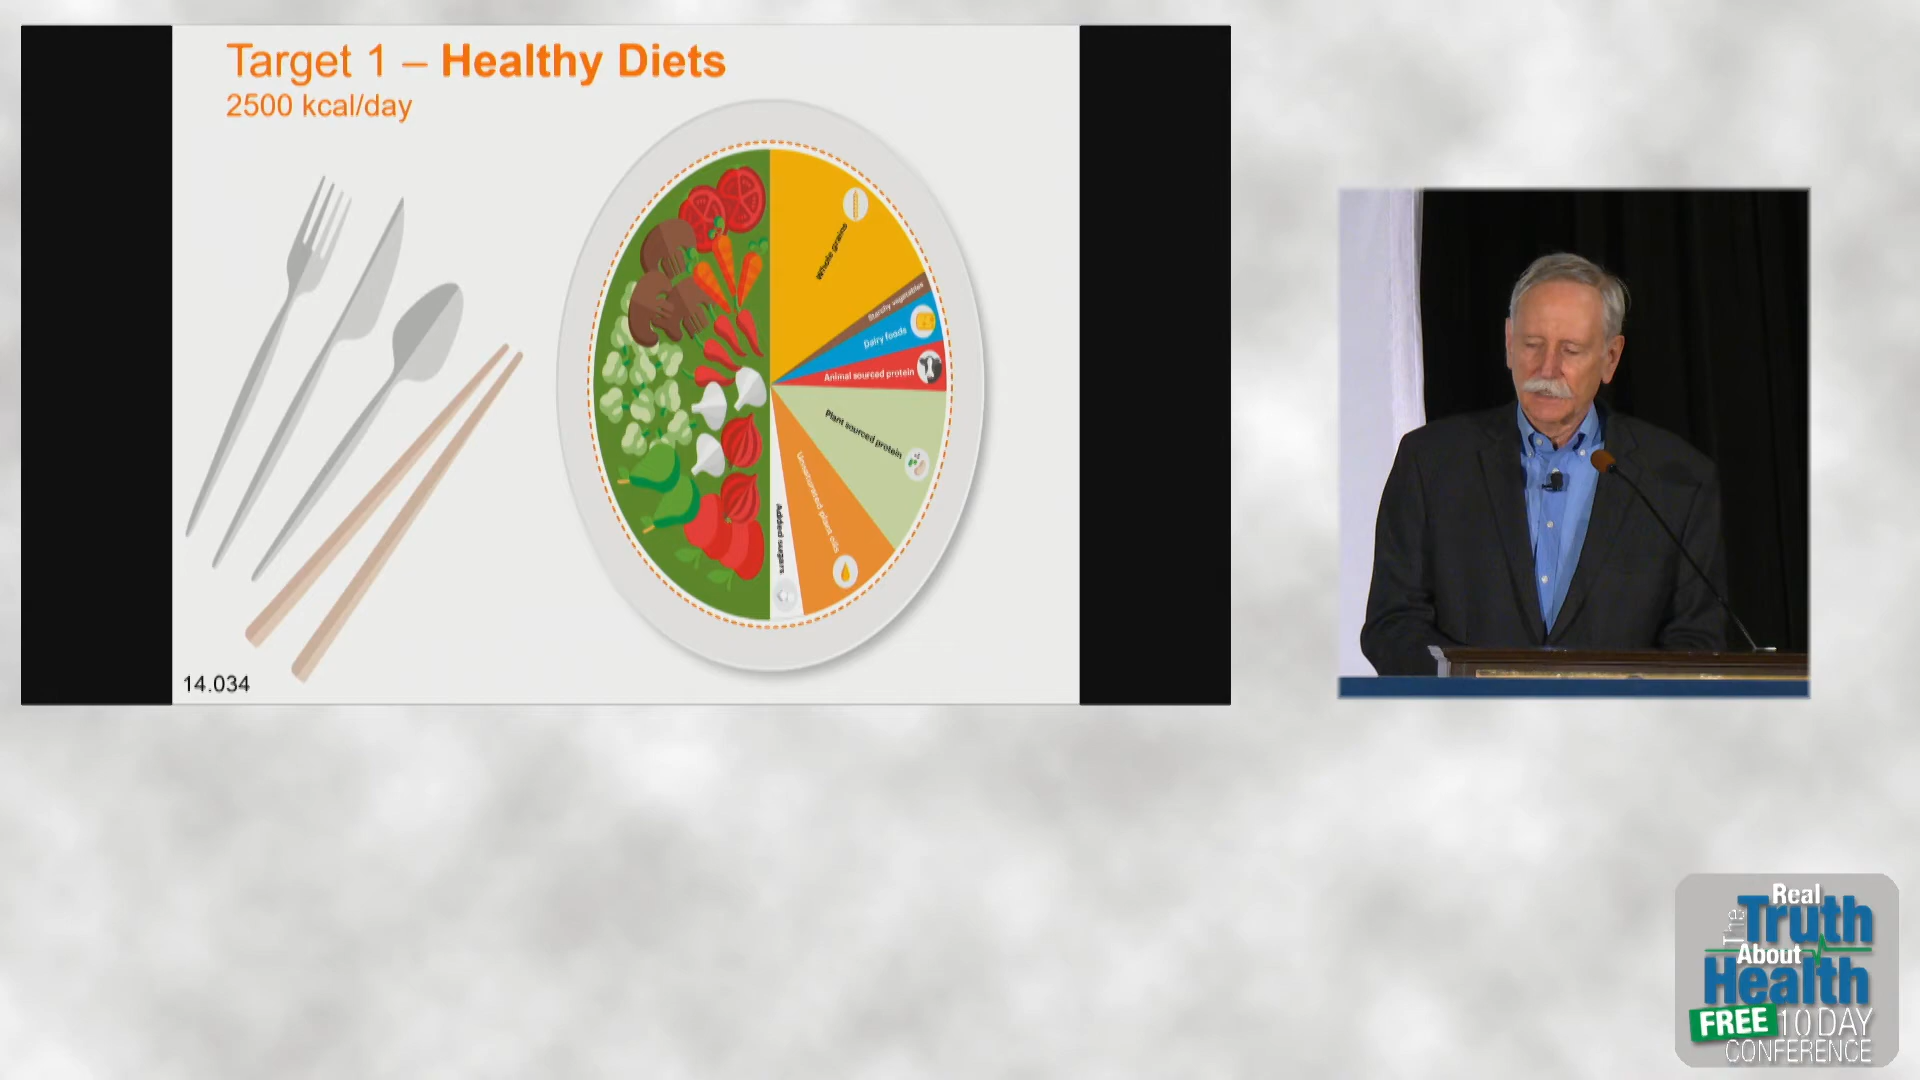 Target 1 – Healthy Diets
2500 kcal/day
Whole grains
Starchy vegetables
Dairy foods
Animal sourced protein
Plant sourced protein
Unsaturated plant oils
Added sugars
14.034
The Real
Truth
About
Health
FREE 10 DAY
CONFERENCE